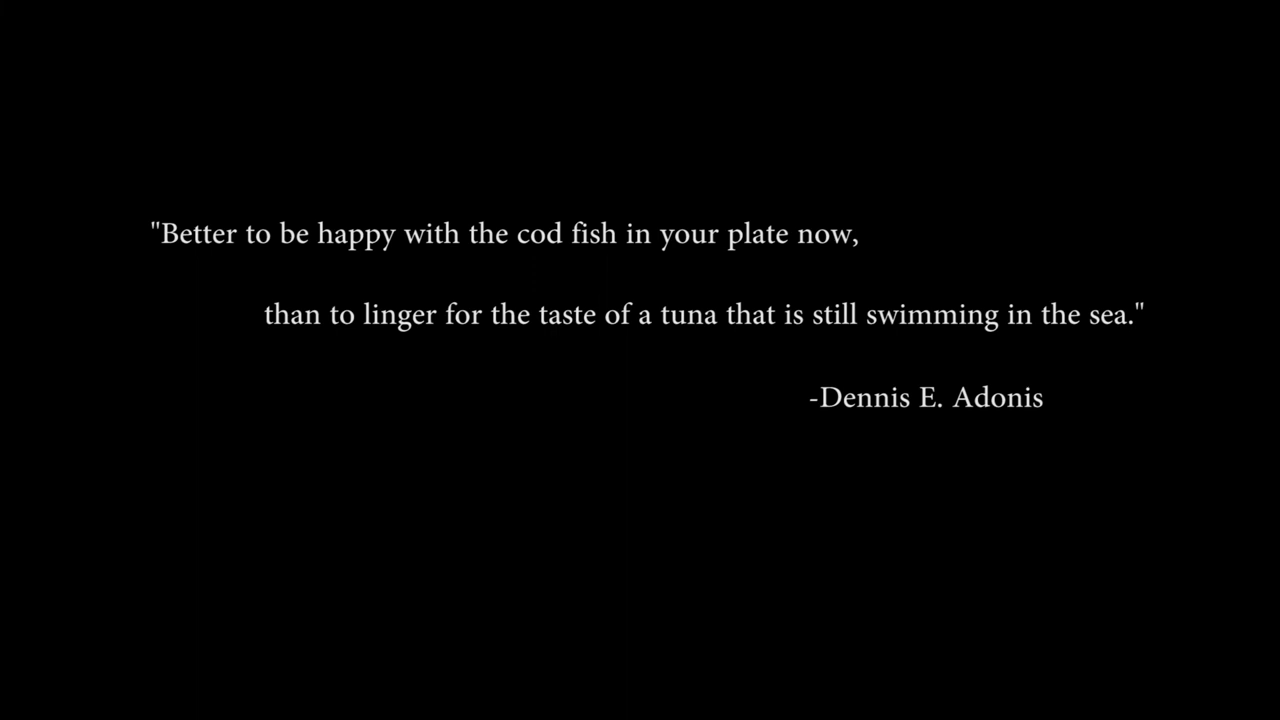 "Better to be happy with the cod fish in your plate now,
than to linger for the taste of a tuna that is still swimming in the sea."
-Dennis E. Adonis